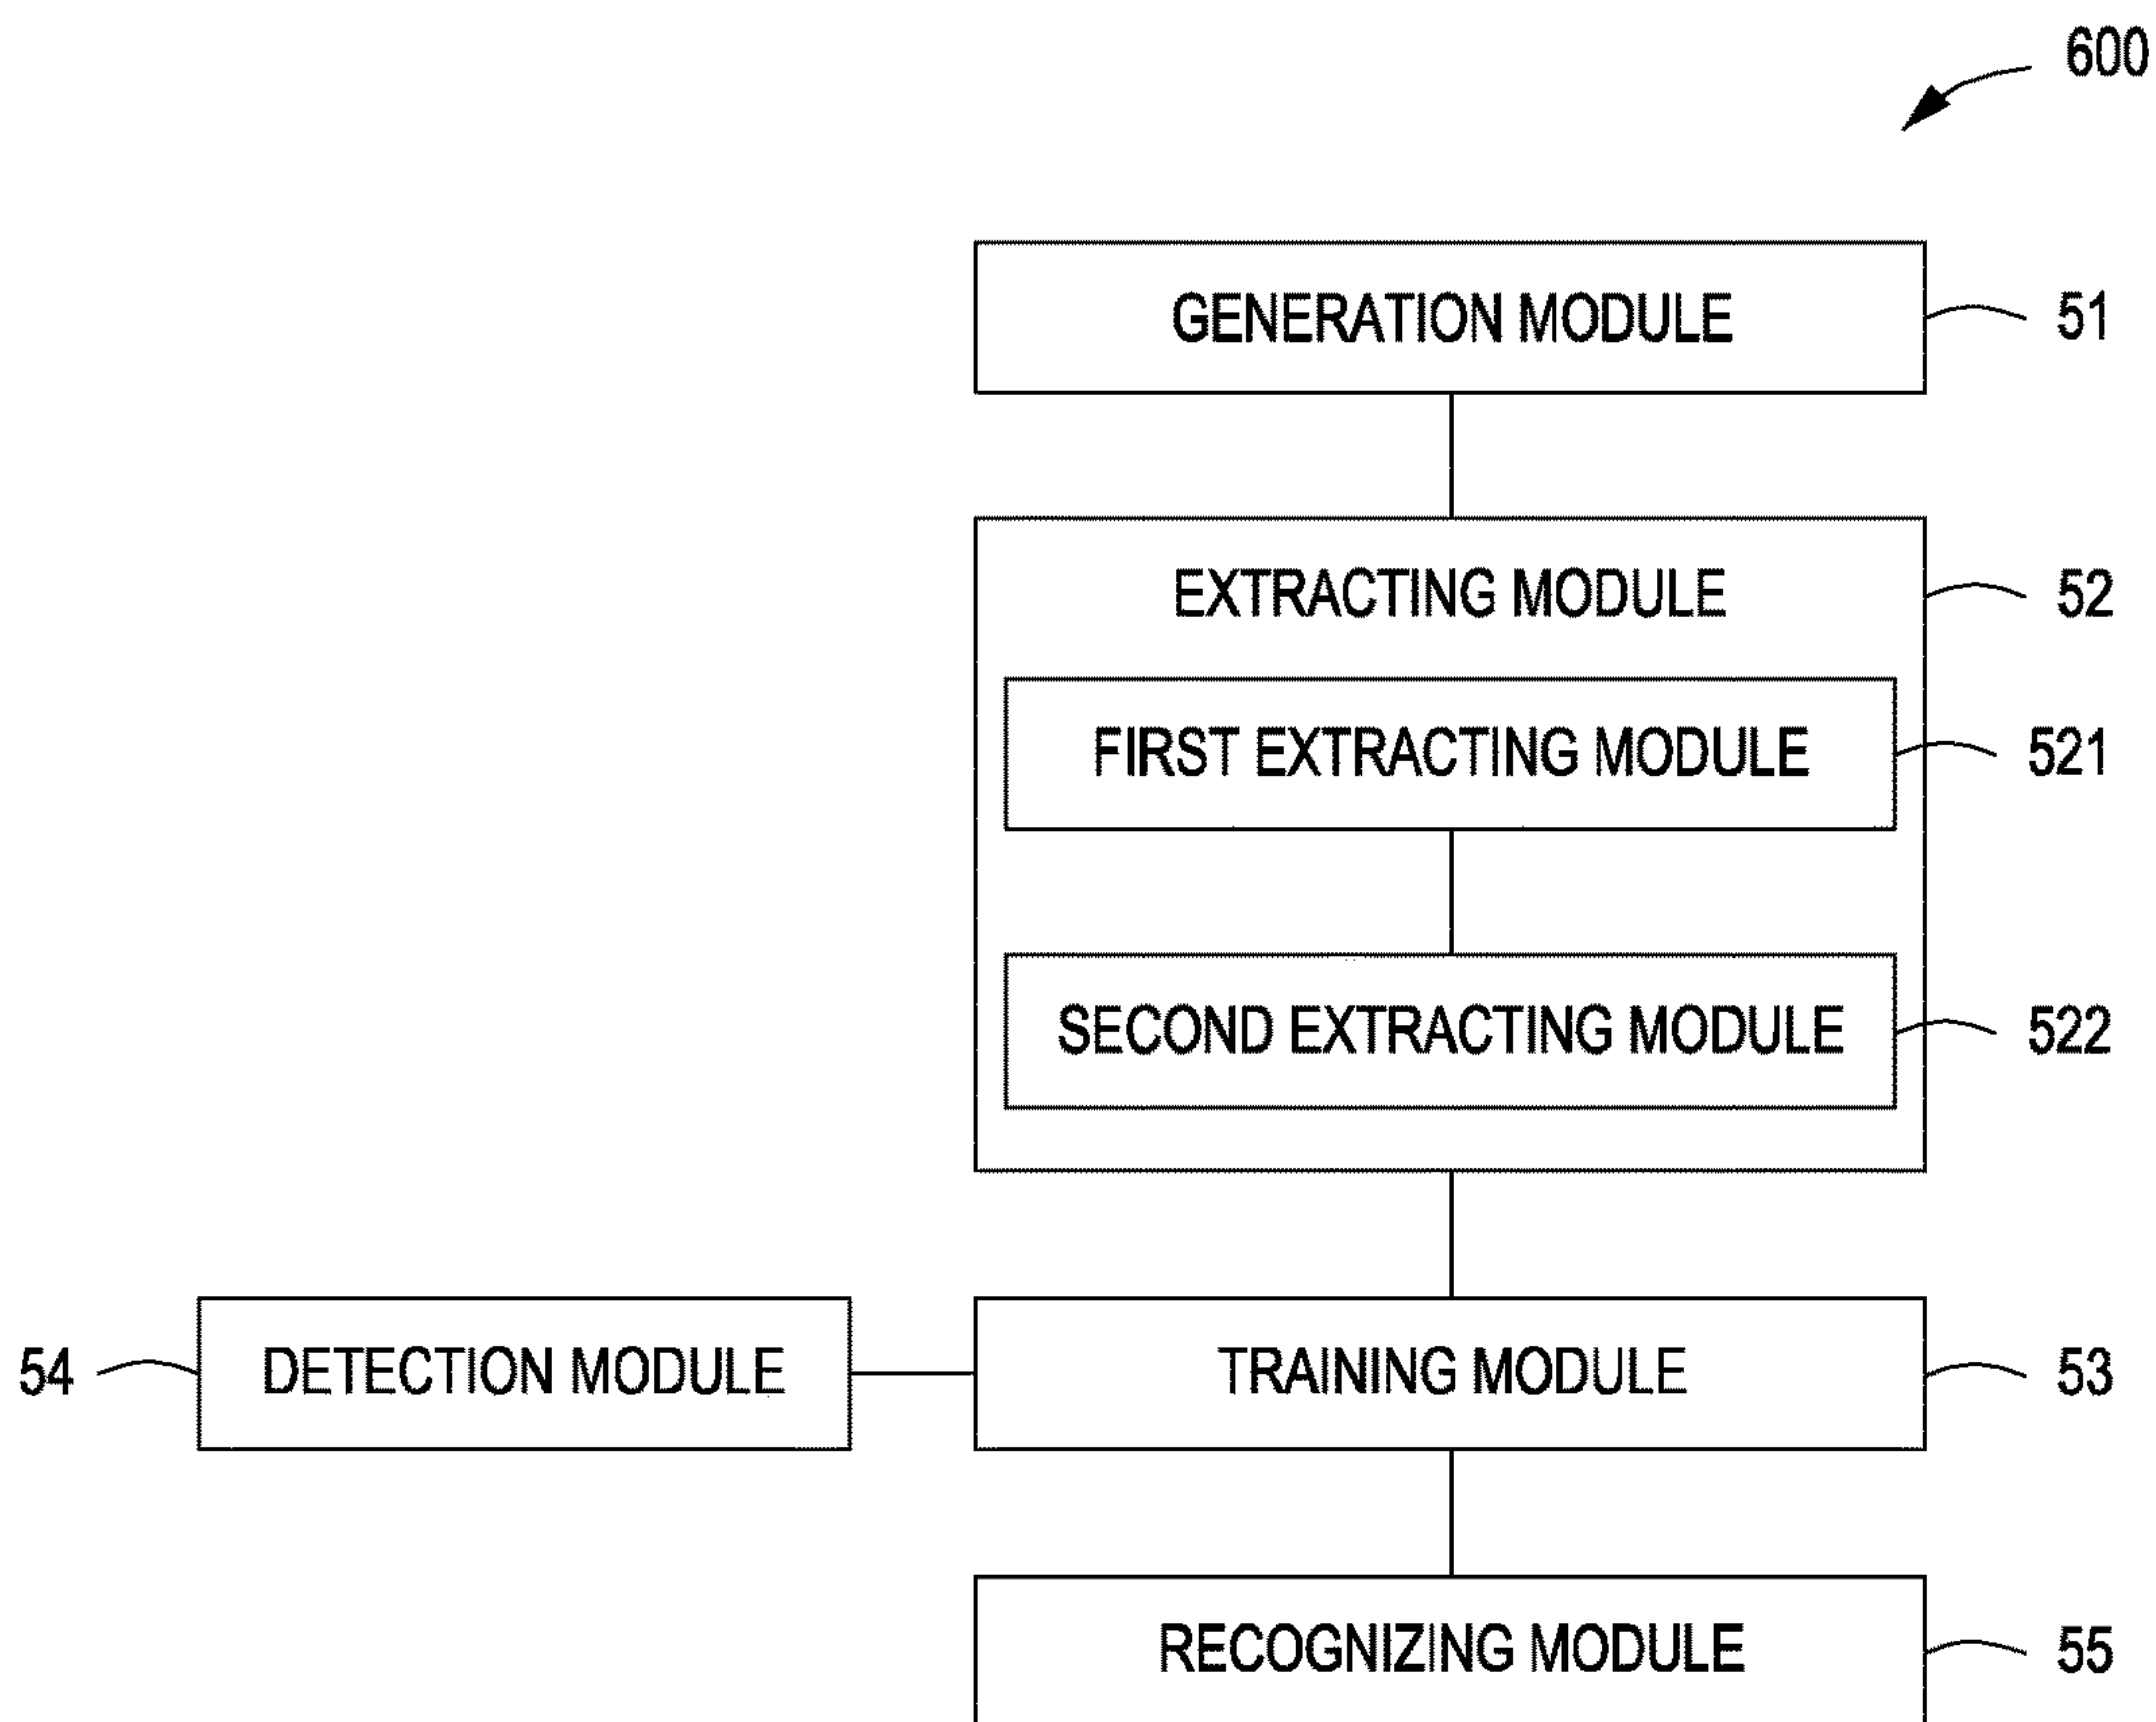 600
GENERATION MODULE 51
EXTRACTING MODULE 52
FIRST EXTRACTING MODULE 521
SECOND EXTRACTING MODULE 522
54 DETECTION MODULE TRAINING MODULE 53
RECOGNIZING MODULE 55